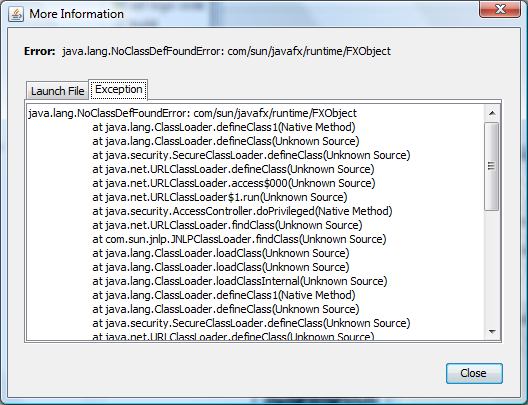 More Information
Error: java.lang.NoClassDefFoundError: com/sun/javafx/runtime/FXObject
Launch File Exception
java.lang.NoClassDefFoundError: com/sun/javafx/runtime/FXObject
at java.lang.ClassLoader.defineClass1(Native Method)
at java.lang.ClassLoader.defineClass(Unknown Source)
at java.security.SecureClassLoader.defineClass(Unknown Source)
at java.net.URLClassLoader.defineClass(Unknown Source)
at java.net.URLClassLoader.access$000(Unknown Source)
at java.net.URLClassLoader$1.run(Unknown Source)
at java.security.AccessController.doPrivileged(Native Method)
at java.net.URLClassLoader.findClass(Unknown Source)
at com.sun.jnlp.JNLPClassLoader.findClass(Unknown Source)
at java.lang.ClassLoader.loadClass(Unknown Source)
at java.lang.ClassLoader.loadClass(Unknown Source)
at java.lang.ClassLoader.loadClassInternal(Unknown Source)
at java.lang.ClassLoader.defineClass1(Native Method)
at java.lang.ClassLoader.defineClass(Unknown Source)
at java.security.SecureClassLoader.defineClass(Unknown Source)
at java.net.URLClassLoader.defineClass(Unknown Source)
Close